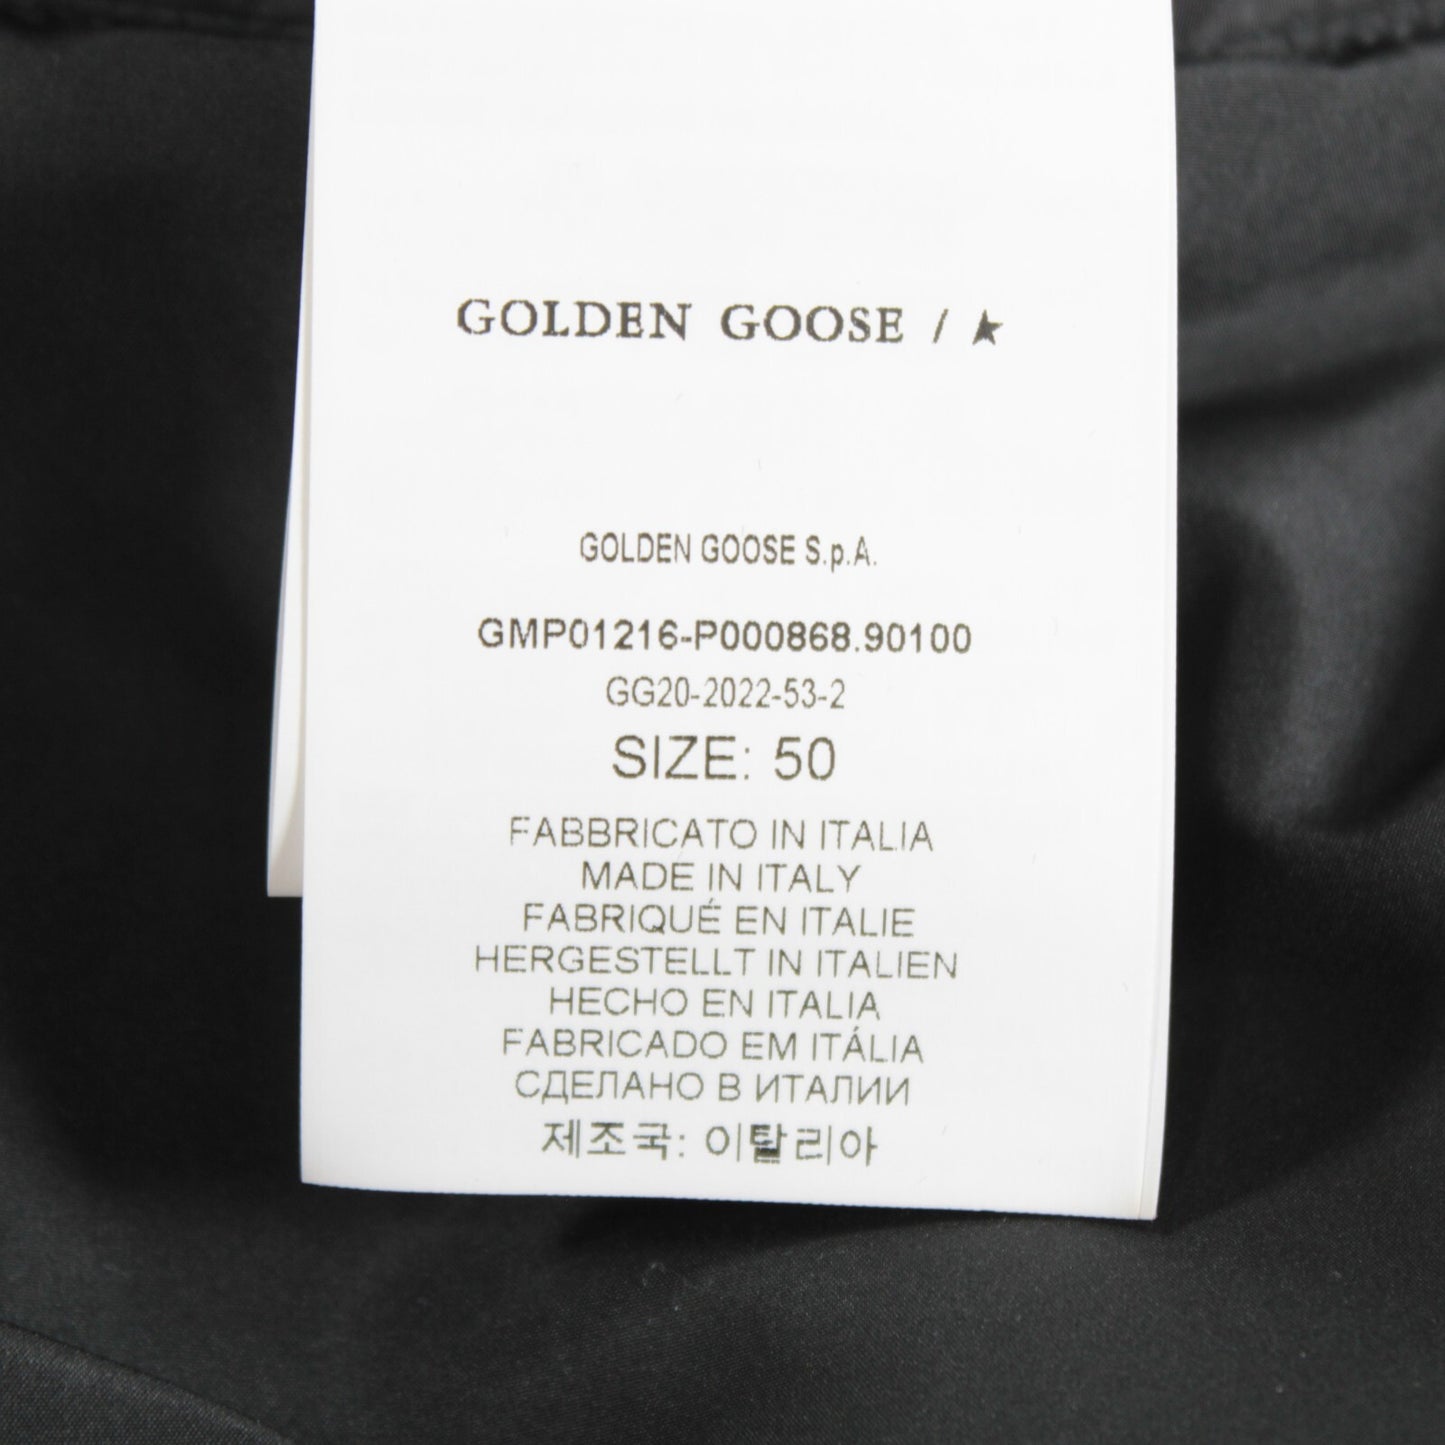 GOLDEN GOOSE / ★
GOLDEN GOOSE S.p.A.
GMP01216-P000868.90100
GG20-2022-53-2
SIZE: 50
FABBRICATO IN ITALIA
MADE IN ITALY
FABRIQUÉ EN ITALIE
HERGESTELLT IN ITALIEN
HECHO EN ITALIA
FABRICADO EM ITÁLIA
СДЕЛАНО В ИТАЛИИ
제조국: 이탈리아